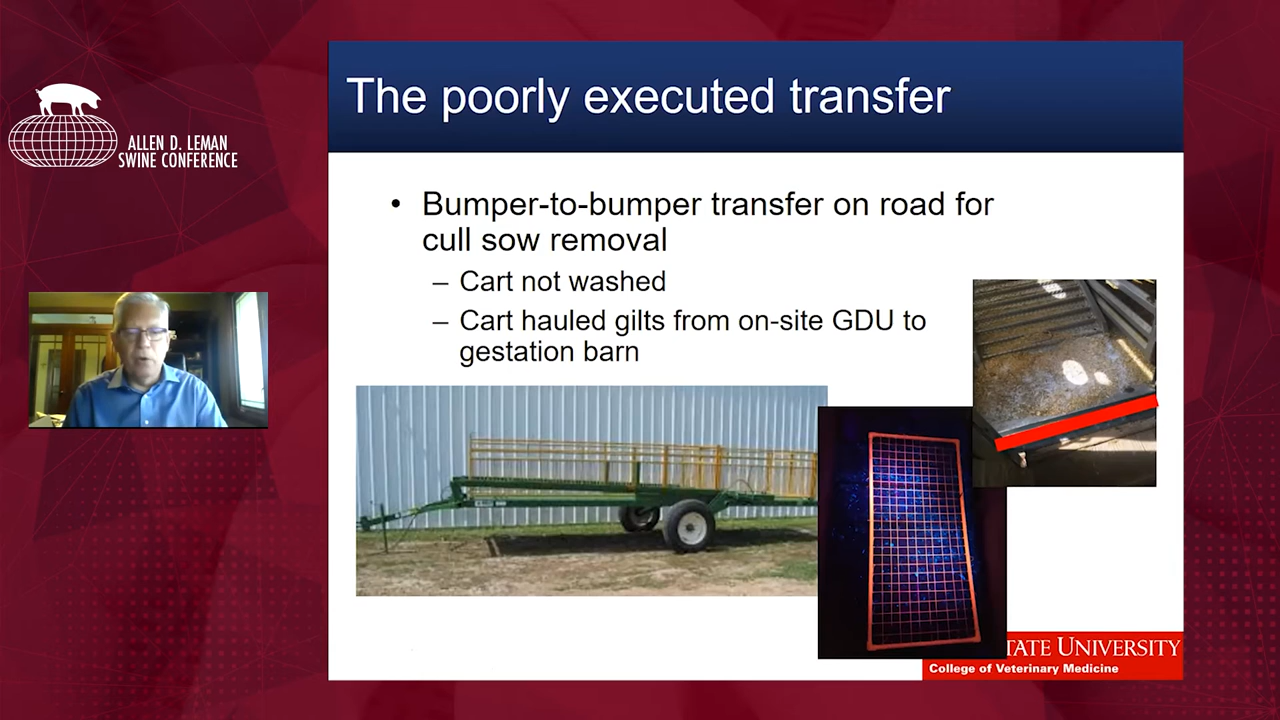 ALLEN D. LEMAN
SWINE CONFERENCE
The poorly executed transfer
• Bumper-to-bumper transfer on road for
cull sow removal
– Cart not washed
– Cart hauled gilts from on-site GDU to
gestation barn
TATE UNIVERSITY
College of Veterinary Medicine